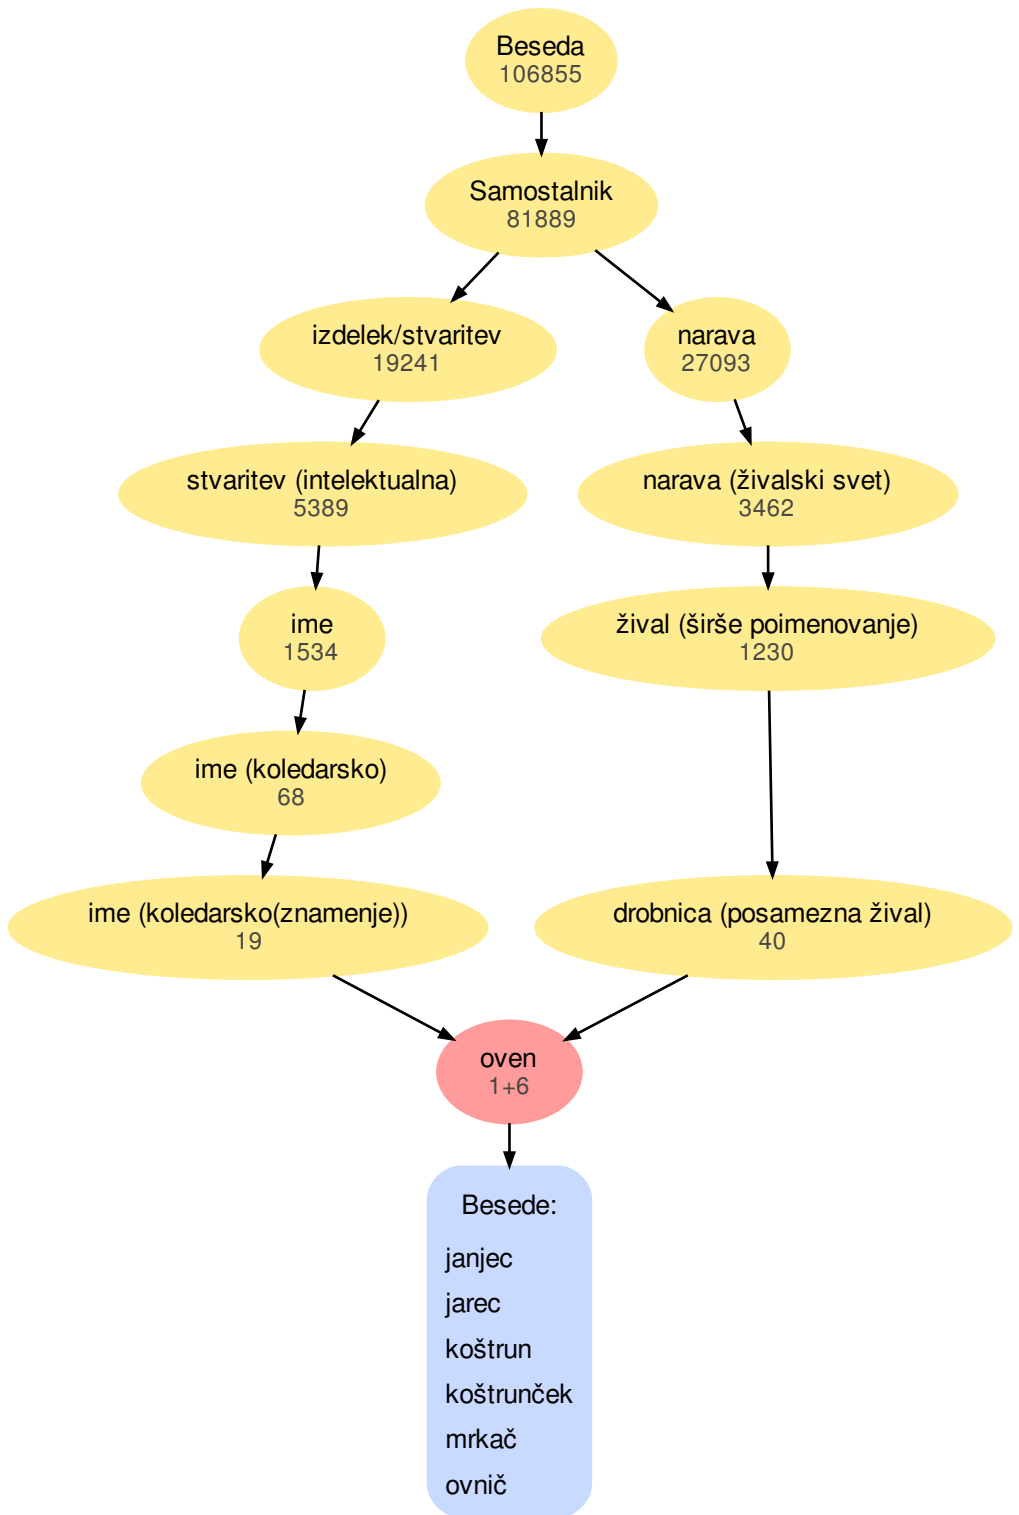 Beseda
106855
Samostalnik
81889
izdelek/stvaritev
19241
narava
27093
stvaritev (intelektualna)
5389
narava (živalski svet)
3462
ime
1534
žival (širše poimenovanje)
1230
ime (koledarsko)
68
ime (koledarsko(znamenje))
19
drobnica (posamezna žival)
40
oven
1+6
Besede:
janjec
jarec
koštrun
koštrunček
mrkač
ovnič